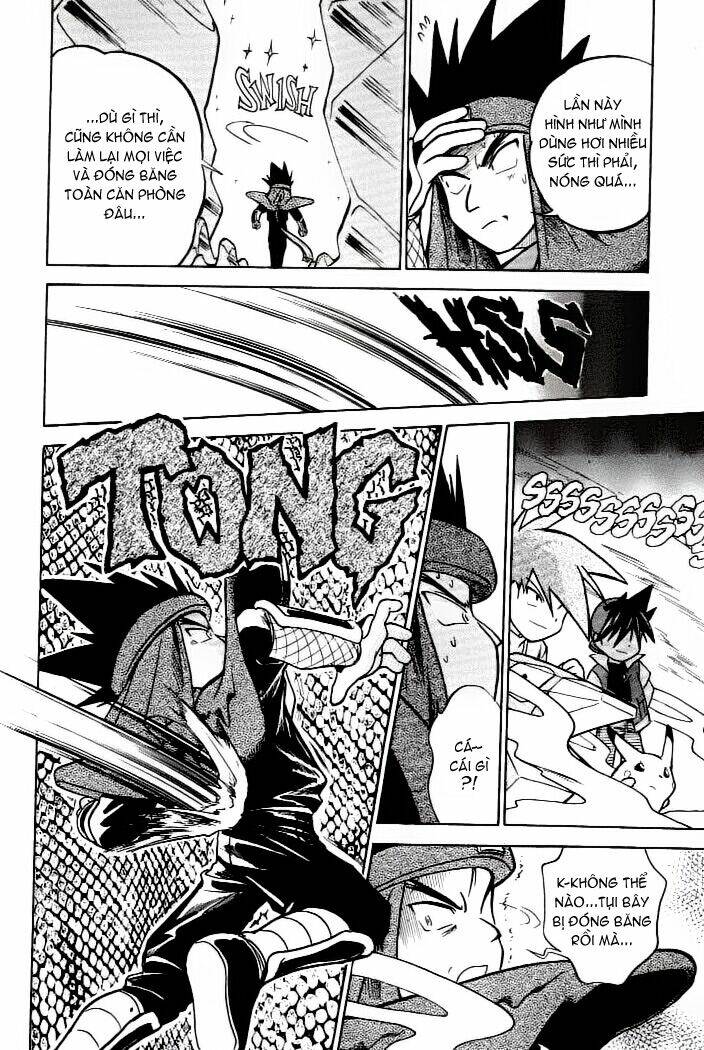 LẦN NÀY
HÌNH NHƯ MÌNH
DÙNG HƠI NHIỀU
SỨC THÌ PHẢI,
NÓNG QUÁ...
SWISH
...DÙ GÌ THÌ,
CŨNG KHÔNG CẦN
LÀM LẠI MỌI VIỆC
VÀ ĐÓNG BĂNG
TOÀN CĂN PHÒNG
ĐÂU...
HSS
SSSSSSSSSSS
CÁ~
CÁI GÌ
?!
TONG
K-KHÔNG THỂ
NÀO...TỤI BÂY
BỊ ĐÓNG BĂNG
RỒI MÀ...